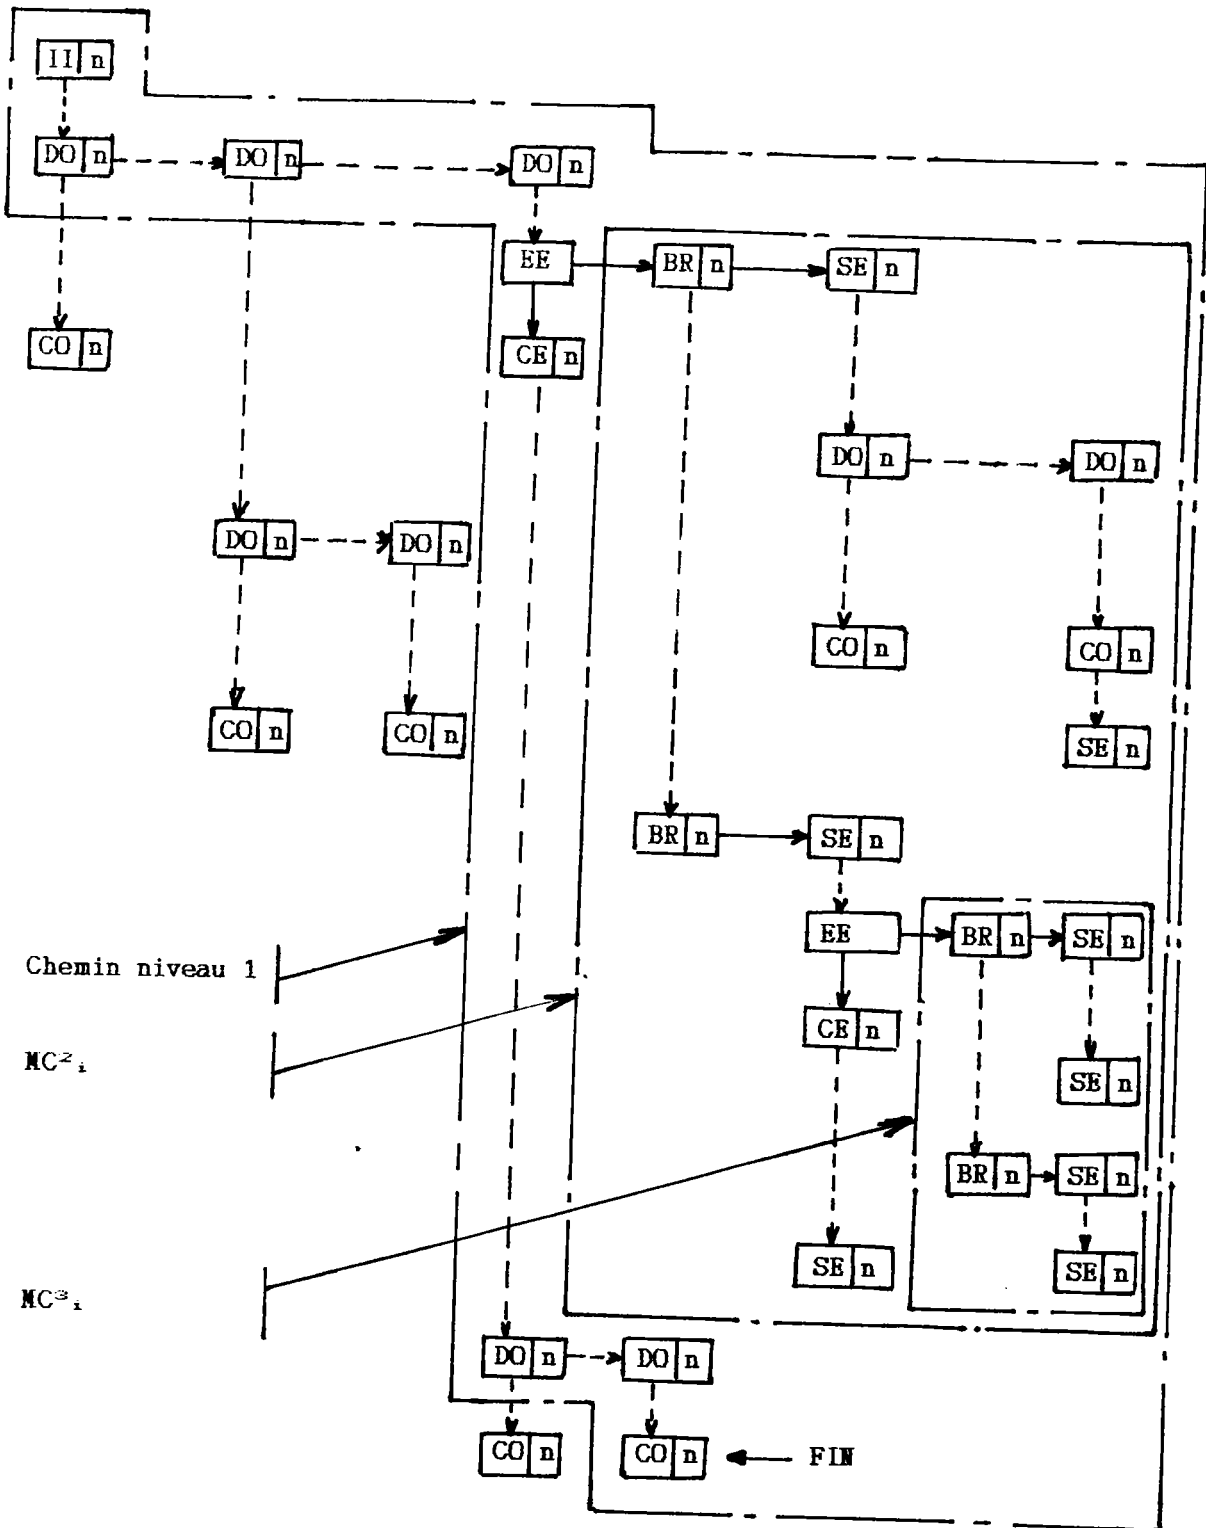 II n
DO n DO n DO n
EE BR n SE n
CO n CE n
DO n DO n
DO n DO n
CO n CO n
CO n CO n
SE n
BR n SE n
EE BR n SE n
Chemin niveau 1
CE n
MC²ᵢ
SE n
BR n SE n
SE n SE n
MC³ᵢ
DO n DO n
CO n CO n FIN